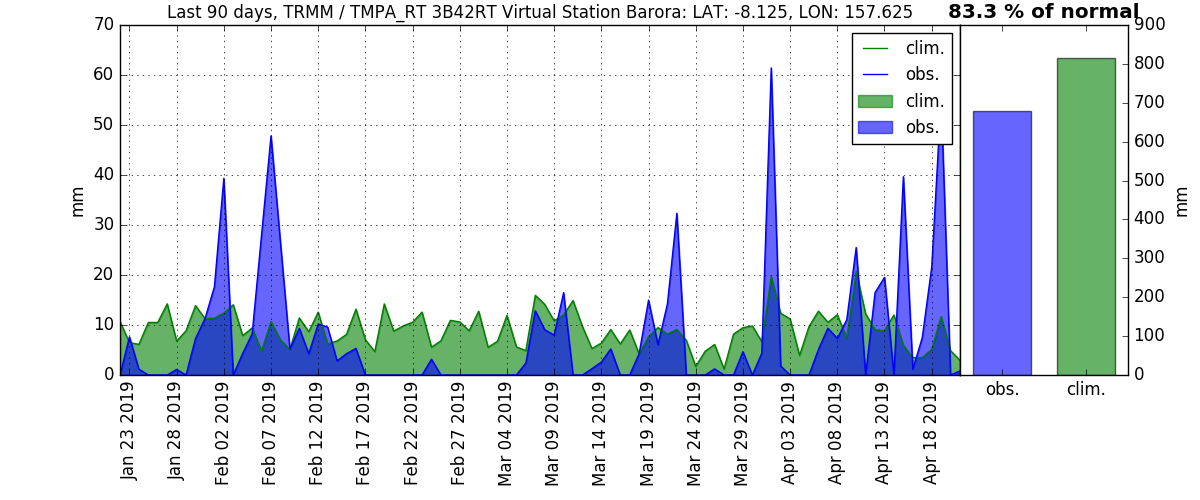 Last 90 days, TRMM / TMPA_RT 3B42RT Virtual Station Barora: LAT: -8.125, LON: 157.625
83.3 % of normal
70
60
50
40
30
20
10
0
mm
clim.
obs.
clim.
obs.
Jan 23 2019
Jan 28 2019
Feb 02 2019
Feb 07 2019
Feb 12 2019
Feb 17 2019
Feb 22 2019
Feb 27 2019
Mar 04 2019
Mar 09 2019
Mar 14 2019
Mar 19 2019
Mar 24 2019
Mar 29 2019
Apr 03 2019
Apr 08 2019
Apr 13 2019
Apr 18 2019
900
800
700
600
500
400
300
200
100
0
mm
obs.
clim.